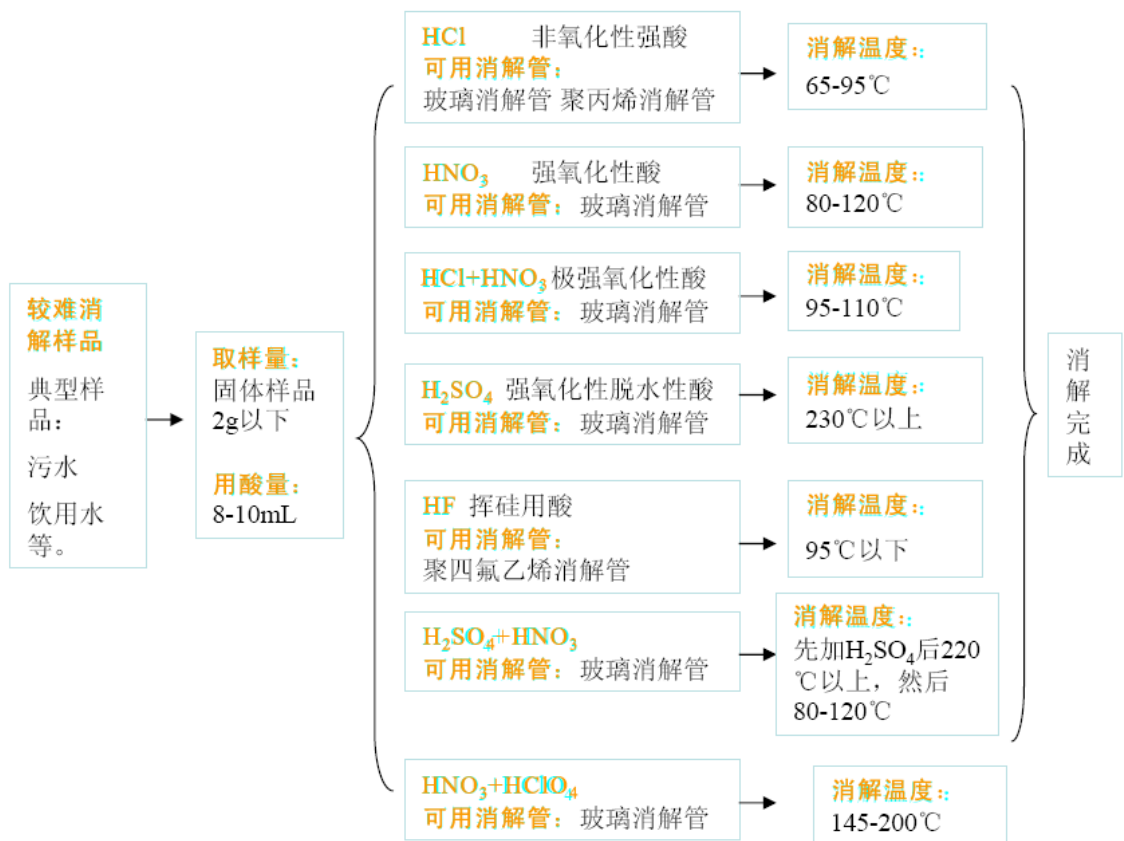 较难消
解样品
典型样
品：
污水
饮用水
等。
取样量：
固体样品
2g以下
用酸量：
8-10mL
HCl 非氧化性强酸
可用消解管：
玻璃消解管 聚丙烯消解管
消解温度：:
65-95℃
HNO₃ 强氧化性酸
可用消解管：玻璃消解管
消解温度：:
80-120℃
HCl+HNO₃极强氧化性酸
可用消解管：玻璃消解管
消解温度：:
95-110℃
H₂SO₄ 强氧化性脱水性酸
可用消解管：玻璃消解管
消解温度：:
230℃以上
HF 挥硅用酸
可用消解管：
聚四氟乙烯消解管
消解温度：:
95℃以下
H₂SO₄+HNO₃
可用消解管：玻璃消解管
消解温度：:
先加H₂SO₄后220
℃以上，然后
80-120℃
HNO₃+HClO₄
可用消解管：玻璃消解管
消解温度：:
145-200℃
消
解
完
成